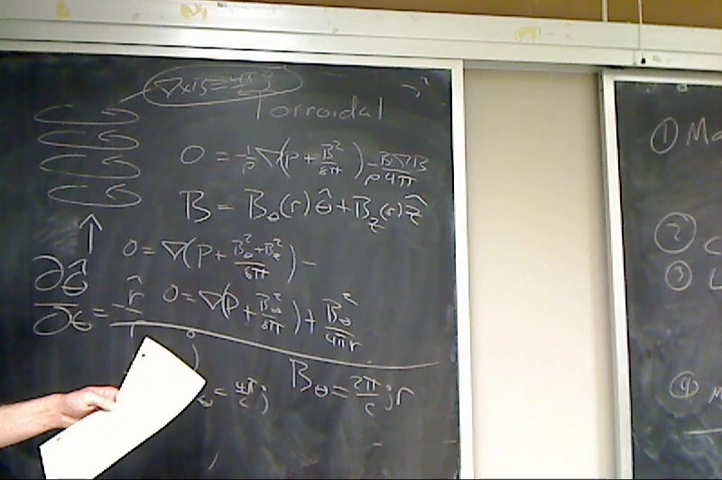 ∇×B = 4π/c j
Torroidal
0 = -1/ρ ∇(P + B²/8π) - B·∇B/ρ4π
B = B_θ(r) θ̂ + B_z(r) ẑ
0 = ∇(P + B_θ²+B_z²/8π) -
∂θ̂/∂θ = -r̂
0 = ∇(P + B_θ²/8π) + B_θ²/4πr
= 4π/c j
B_θ = 2π/c jr
① Ma
②
③ L
④ M